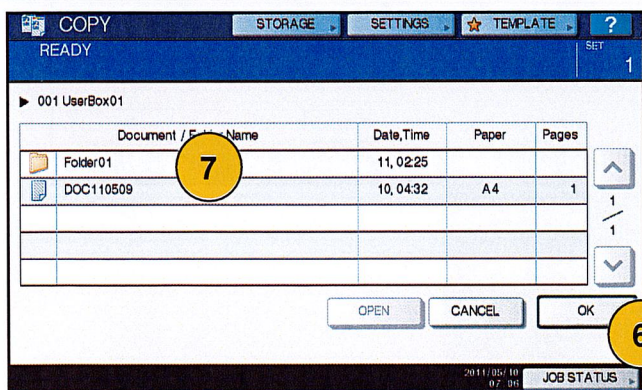 COPY STORAGE SETTINGS TEMPLATE ?
READY SET
1
001 UserBox01
Document / Folder Name Date,Time Paper Pages
Folder01 11, 02:25
DOC110509 10, 04:32 A4 1
7
1
1
OPEN CANCEL OK
6
2011/05/10
07:06 JOB STATUS